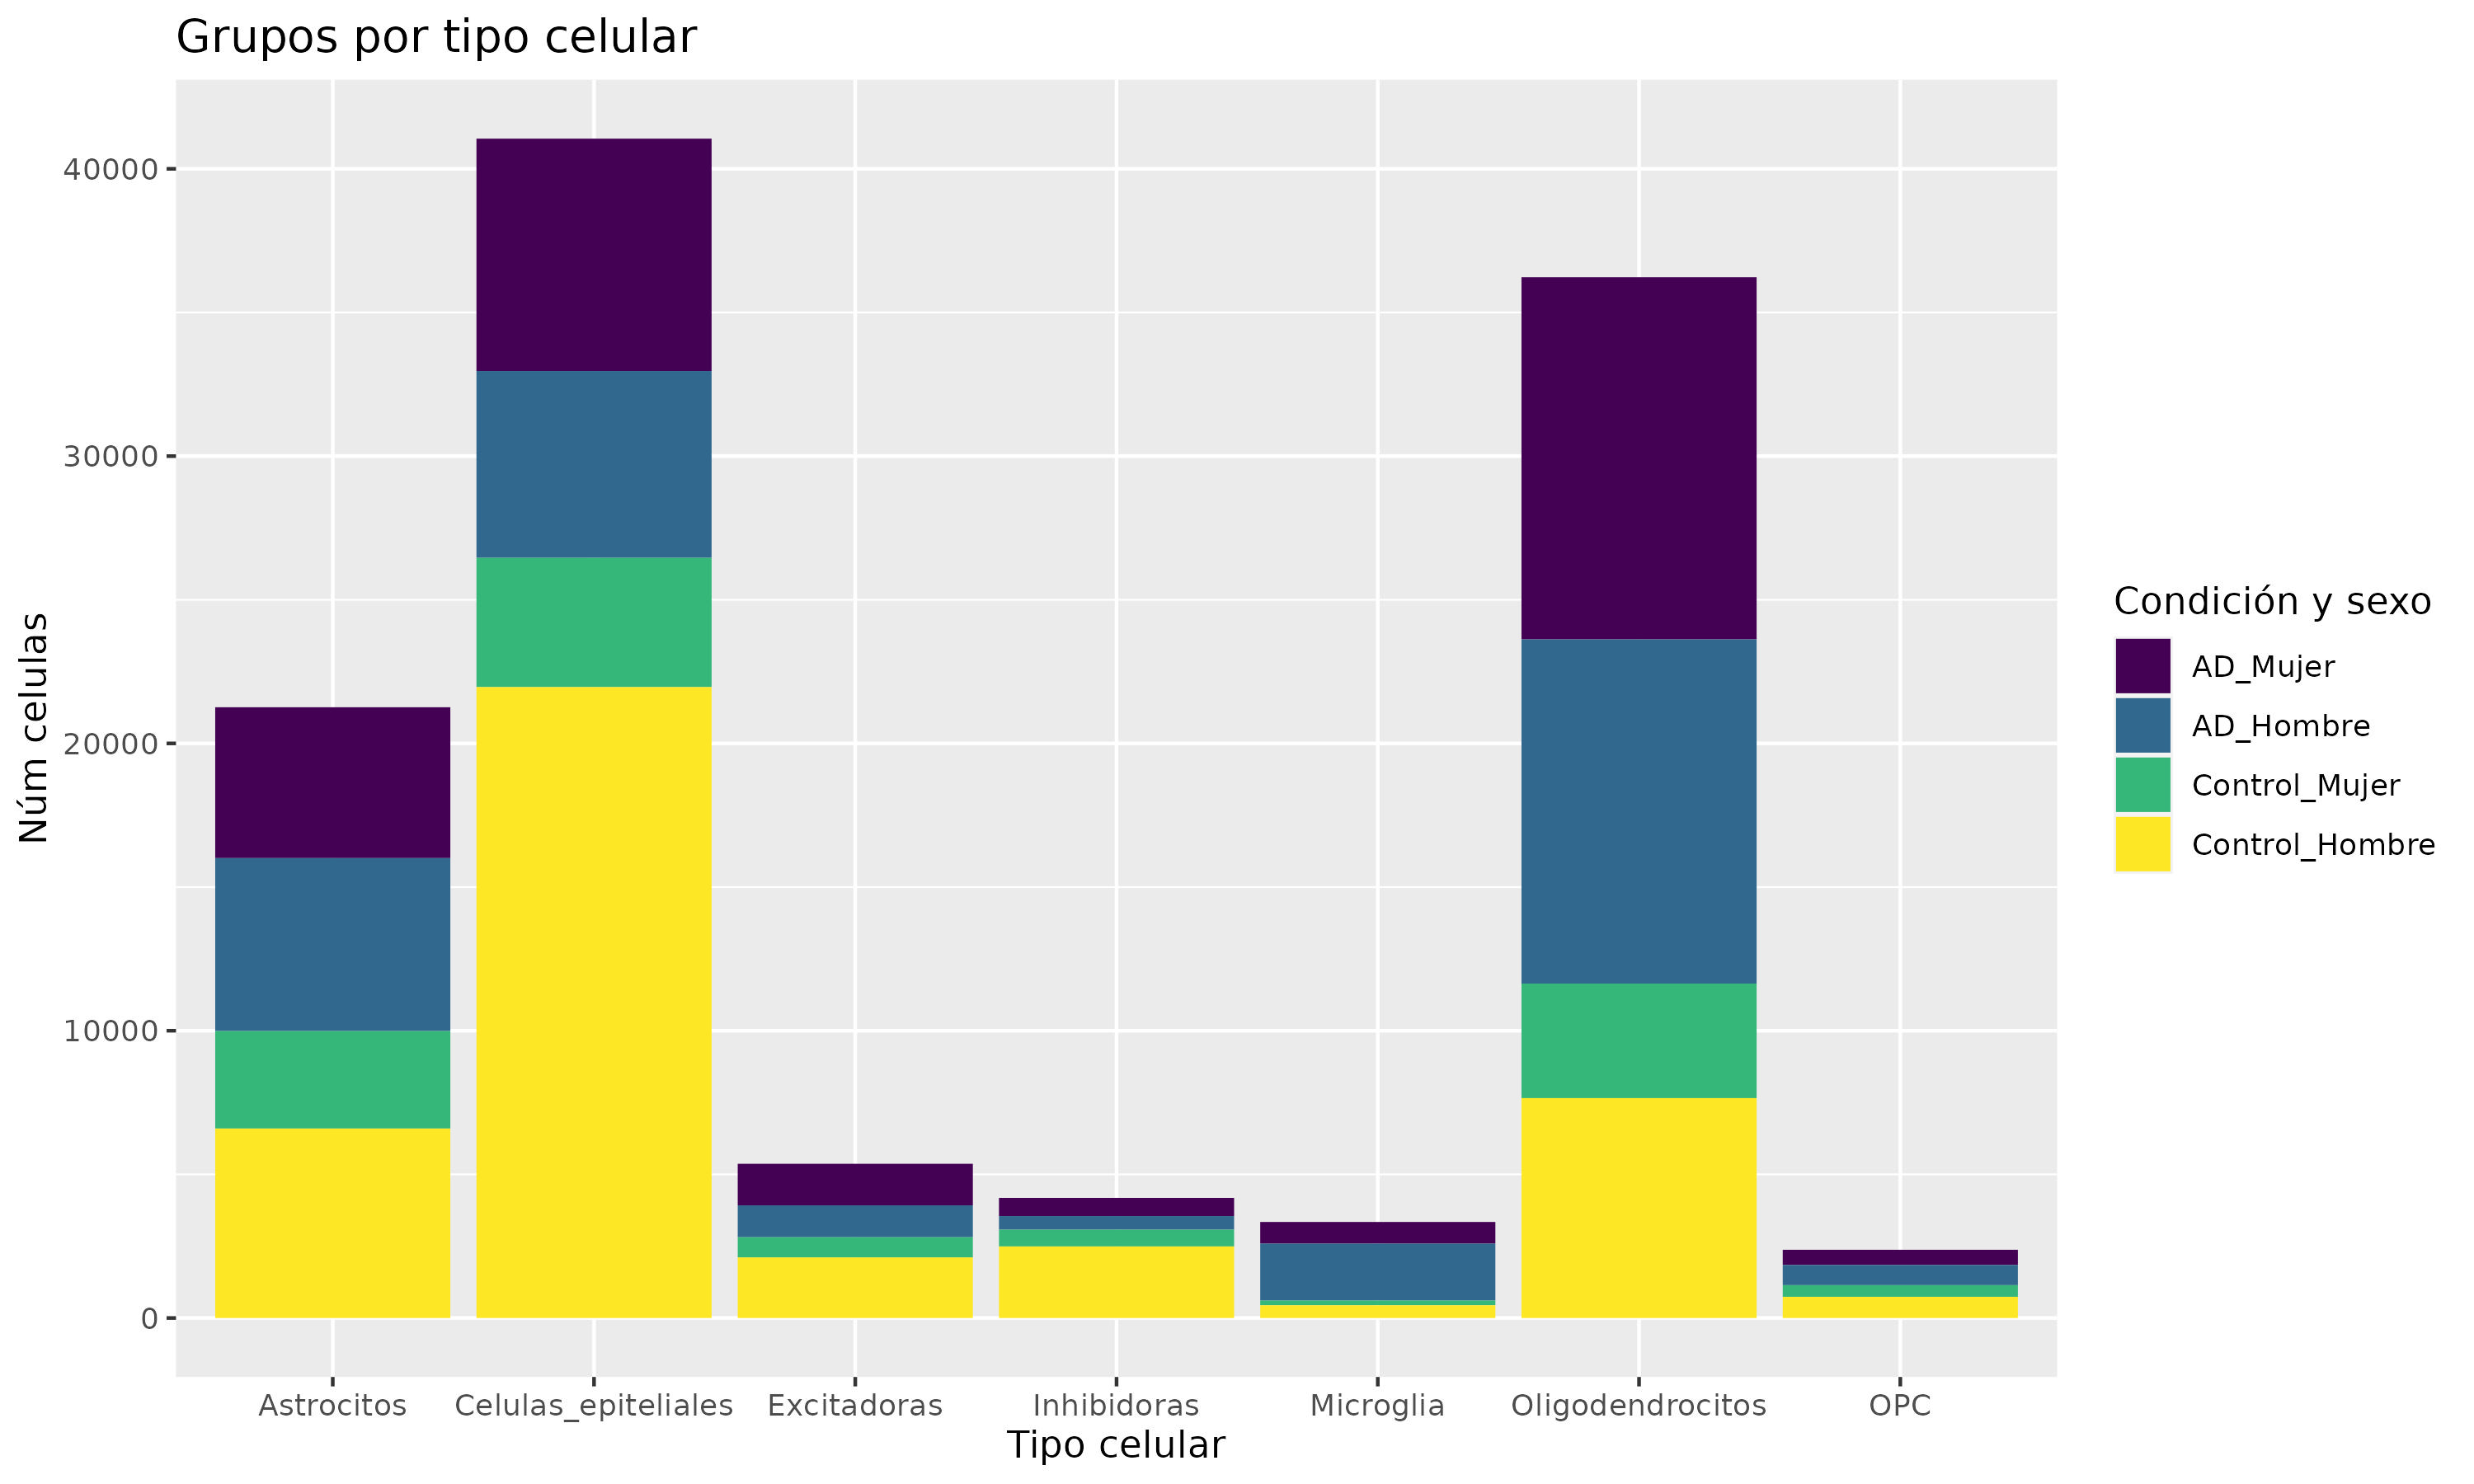 Grupos por tipo celular
Núm celulas
40000
30000
20000
10000
0
Astrocitos
Celulas_epiteliales
Excitadoras
Inhibidoras
Microglia
Oligodendrocitos
OPC
Tipo celular
Condición y sexo
AD_Mujer
AD_Hombre
Control_Mujer
Control_Hombre